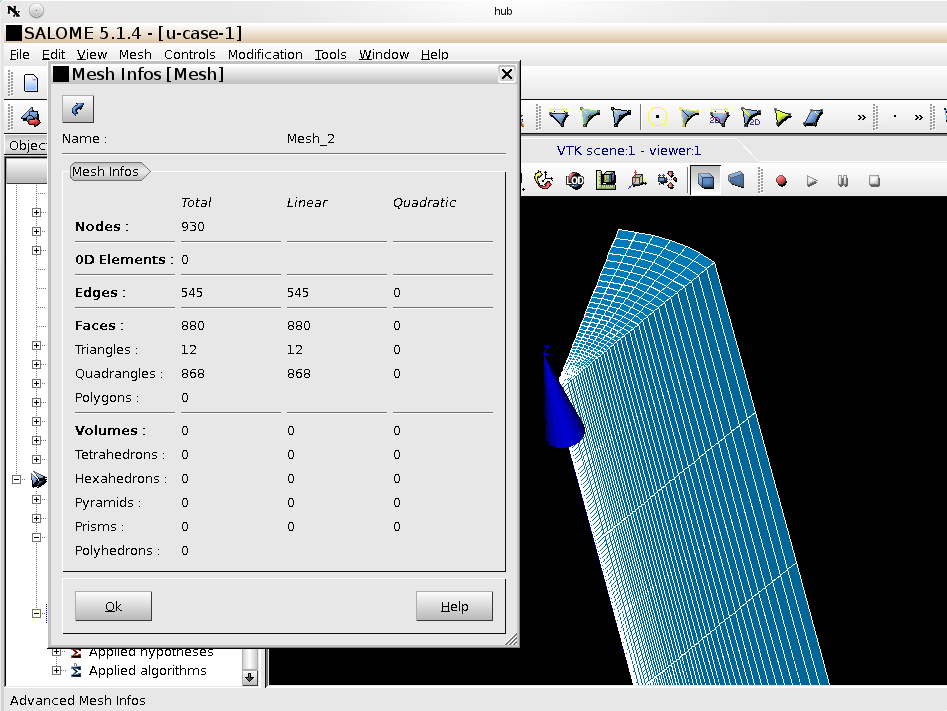 hub
SALOME 5.1.4 - [u-case-1]
File Edit View Mesh Controls Modification Tools Window Help
Mesh Infos [Mesh]
Name : Mesh_2
Mesh Infos
Total Linear Quadratic
Nodes : 930
0D Elements : 0
Edges : 545 545 0
Faces : 880 880 0
Triangles : 12 12 0
Quadrangles : 868 868 0
Polygons : 0
Volumes : 0 0 0
Tetrahedrons : 0 0 0
Hexahedrons : 0 0 0
Pyramids : 0 0 0
Prisms : 0 0 0
Polyhedrons : 0
Ok Help
Objec
VTK scene:1 - viewer:1
Z
Applied hypotheses
Applied algorithms
Advanced Mesh Infos